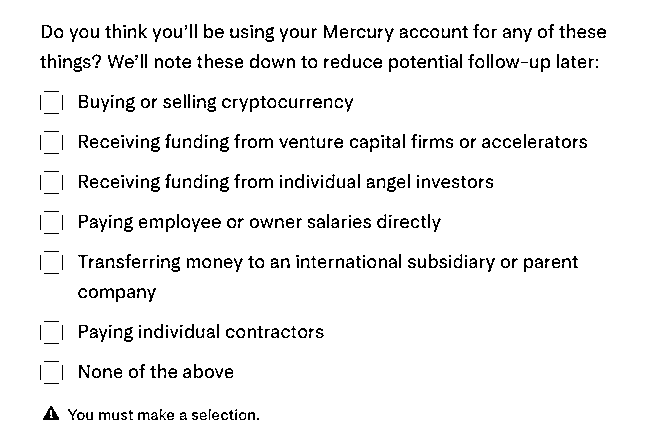 Do you think you’ll be using your Mercury account for any of these
things? We’ll note these down to reduce potential follow-up later:
Buying or selling cryptocurrency
Receiving funding from venture capital firms or accelerators
Receiving funding from individual angel investors
Paying employee or owner salaries directly
Transferring money to an international subsidiary or parent
company
Paying individual contractors
None of the above
You must make a selection.